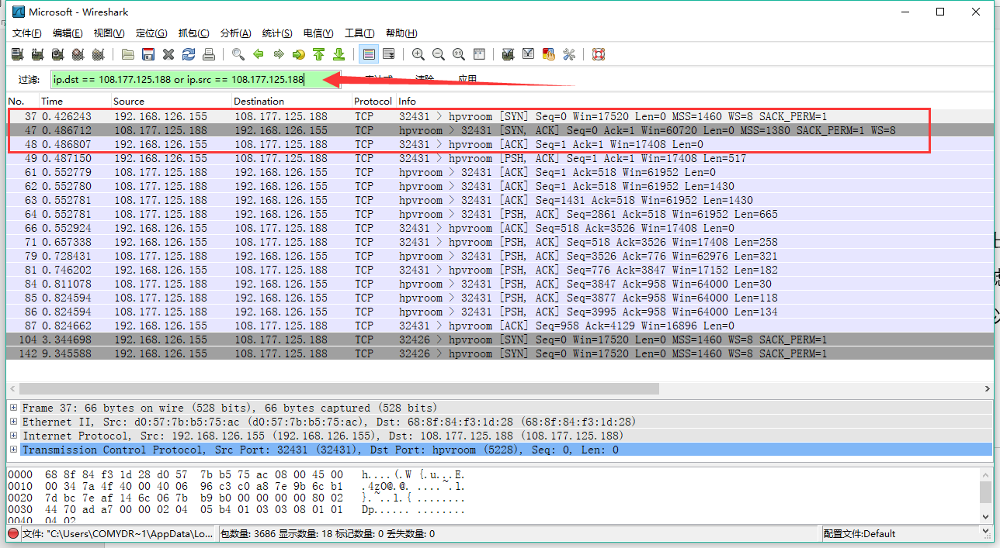 Microsoft - Wireshark
文件(F) 编辑(E) 视图(V) 定位(G) 抓包(C) 分析(A) 统计(S) 电信(Y) 工具(T) 帮助(H)
过滤: ip.dst == 108.177.125.188 or ip.src == 108.177.125.188 表达式… 清除 应用
No. Time Source Destination Protocol Info
37 0.426243 192.168.126.155 108.177.125.188 TCP 32431 > hpvroom [SYN] Seq=0 Win=17520 Len=0 MSS=1460 WS=8 SACK_PERM=1
47 0.486712 108.177.125.188 192.168.126.155 TCP hpvroom > 32431 [SYN, ACK] Seq=0 Ack=1 Win=60720 Len=0 MSS=1380 SACK_PERM=1 WS=8
48 0.486807 192.168.126.155 108.177.125.188 TCP 32431 > hpvroom [ACK] Seq=1 Ack=1 Win=17408 Len=0
49 0.487150 192.168.126.155 108.177.125.188 TCP 32431 > hpvroom [PSH, ACK] Seq=1 Ack=1 Win=17408 Len=517
61 0.552779 108.177.125.188 192.168.126.155 TCP hpvroom > 32431 [ACK] Seq=1 Ack=518 Win=61952 Len=0
62 0.552780 108.177.125.188 192.168.126.155 TCP hpvroom > 32431 [ACK] Seq=1 Ack=518 Win=61952 Len=1430
63 0.552781 108.177.125.188 192.168.126.155 TCP hpvroom > 32431 [ACK] Seq=1431 Ack=518 Win=61952 Len=1430
64 0.552781 108.177.125.188 192.168.126.155 TCP hpvroom > 32431 [PSH, ACK] Seq=2861 Ack=518 Win=61952 Len=665
66 0.552924 192.168.126.155 108.177.125.188 TCP 32431 > hpvroom [ACK] Seq=518 Ack=3526 Win=17408 Len=0
71 0.657338 192.168.126.155 108.177.125.188 TCP 32431 > hpvroom [PSH, ACK] Seq=518 Ack=3526 Win=17408 Len=258
79 0.728431 108.177.125.188 192.168.126.155 TCP hpvroom > 32431 [PSH, ACK] Seq=3526 Ack=776 Win=62976 Len=321
81 0.746202 192.168.126.155 108.177.125.188 TCP 32431 > hpvroom [PSH, ACK] Seq=776 Ack=3847 Win=17152 Len=182
84 0.811078 108.177.125.188 192.168.126.155 TCP hpvroom > 32431 [PSH, ACK] Seq=3847 Ack=958 Win=64000 Len=30
85 0.824594 108.177.125.188 192.168.126.155 TCP hpvroom > 32431 [PSH, ACK] Seq=3877 Ack=958 Win=64000 Len=118
86 0.824594 108.177.125.188 192.168.126.155 TCP hpvroom > 32431 [PSH, ACK] Seq=3995 Ack=958 Win=64000 Len=134
87 0.824662 192.168.126.155 108.177.125.188 TCP 32431 > hpvroom [ACK] Seq=958 Ack=4129 Win=16896 Len=0
104 3.344698 192.168.126.155 108.177.125.188 TCP 32426 > hpvroom [SYN] Seq=0 Win=17520 Len=0 MSS=1460 WS=8 SACK_PERM=1
142 9.345588 192.168.126.155 108.177.125.188 TCP 32426 > hpvroom [SYN] Seq=0 Win=17520 Len=0 MSS=1460 WS=8 SACK_PERM=1
Frame 37: 66 bytes on wire (528 bits), 66 bytes captured (528 bits)
Ethernet II, Src: d0:57:7b:b5:75:ac (d0:57:7b:b5:75:ac), Dst: 68:8f:84:f3:1d:28 (68:8f:84:f3:1d:28)
Internet Protocol, Src: 192.168.126.155 (192.168.126.155), Dst: 108.177.125.188 (108.177.125.188)
Transmission Control Protocol, Src Port: 32431 (32431), Dst Port: hpvroom (5228), Seq: 0, Len: 0
0000 68 8f 84 f3 1d 28 d0 57 7b b5 75 ac 08 00 45 00 h....(.W {.u...E.
0010 00 34 7a 4f 40 00 40 06 96 c3 c0 a8 7e 9b 6c b1 .4zO@.@. ....~.l.
0020 7d bc 7e af 14 6c 06 7b b9 b0 00 00 00 00 80 02 }.~..l.{ ........
0030 44 70 ad a7 00 00 02 04 05 b4 01 03 03 08 01 01 Dp...... ........
0040 04 02
文件: "C:\Users\COMYDR~1\AppData\Lo... 包数量: 3686 显示数量: 18 标记数量: 0 丢失数量: 0 配置文件:Default